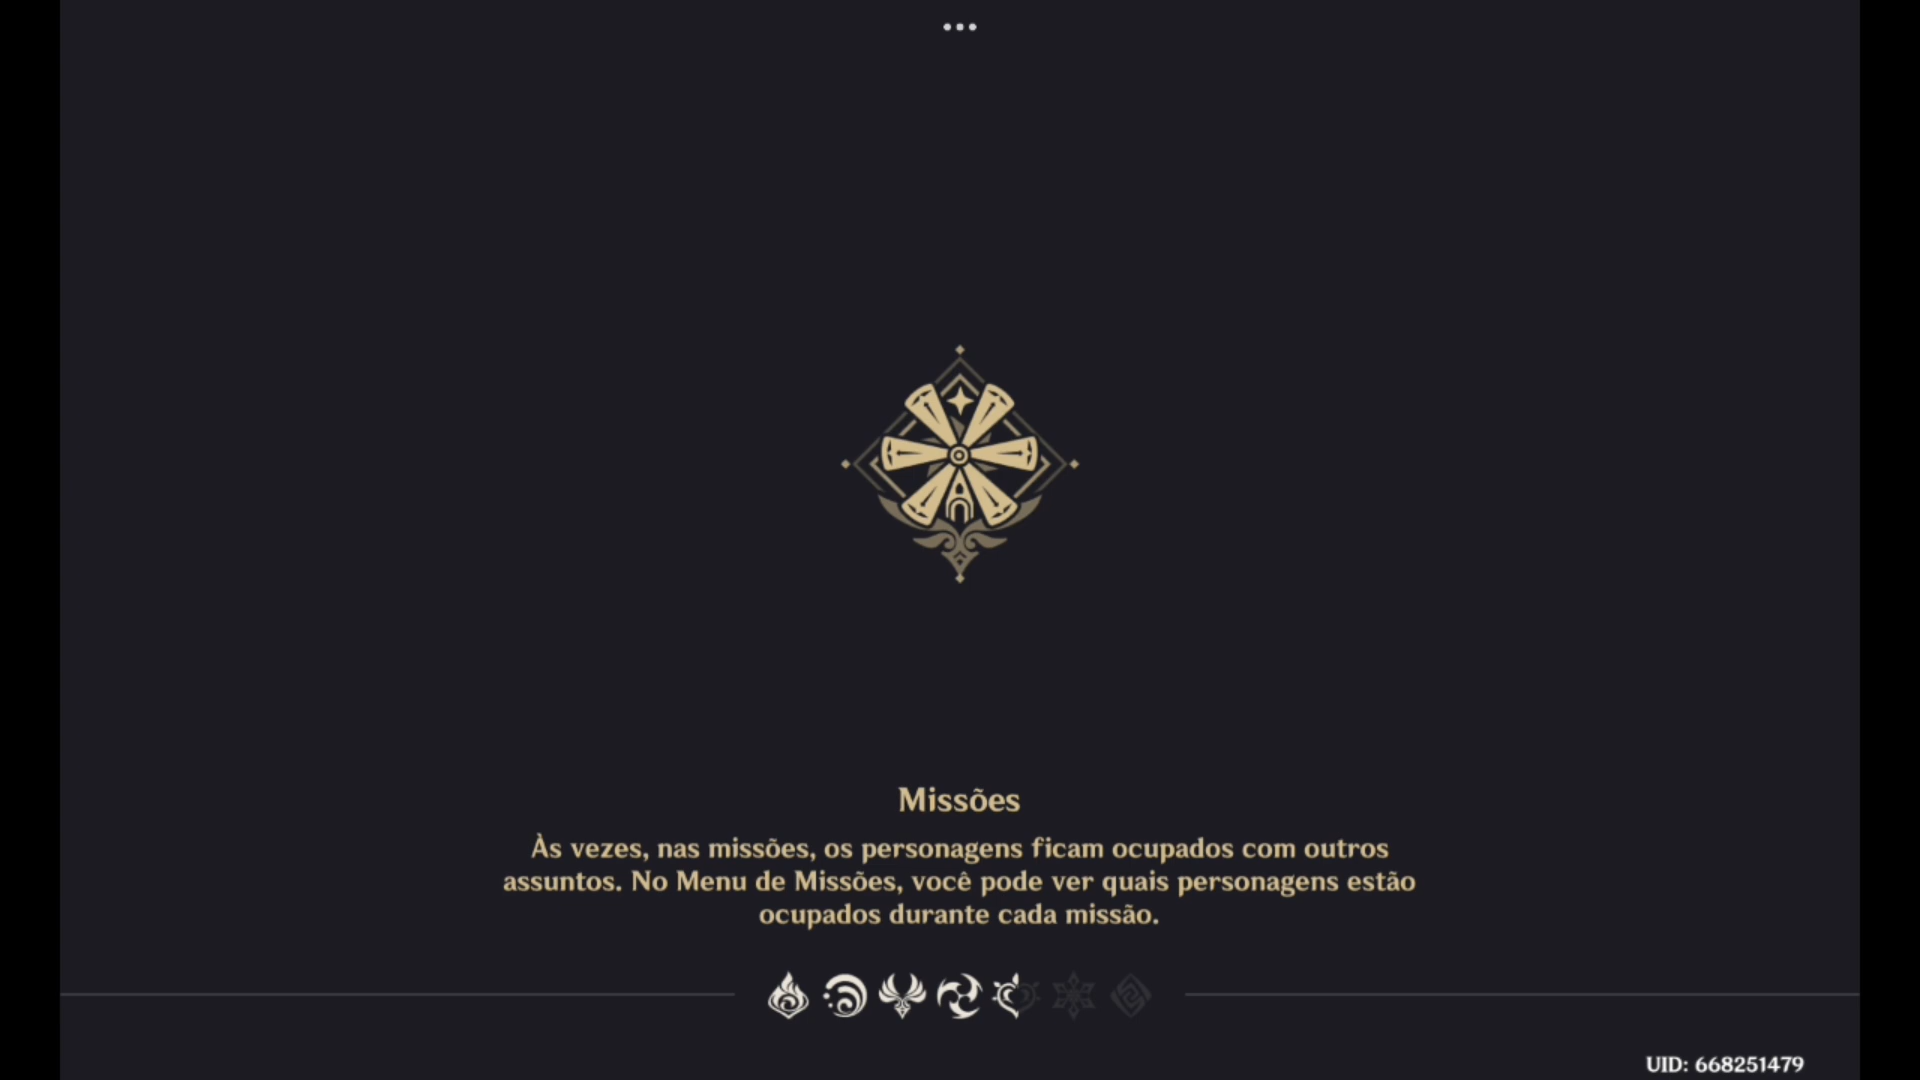 Missões
Às vezes, nas missões, os personagens ficam ocupados com outros
assuntos. No Menu de Missões, você pode ver quais personagens estão
ocupados durante cada missão.
UID: 668251479